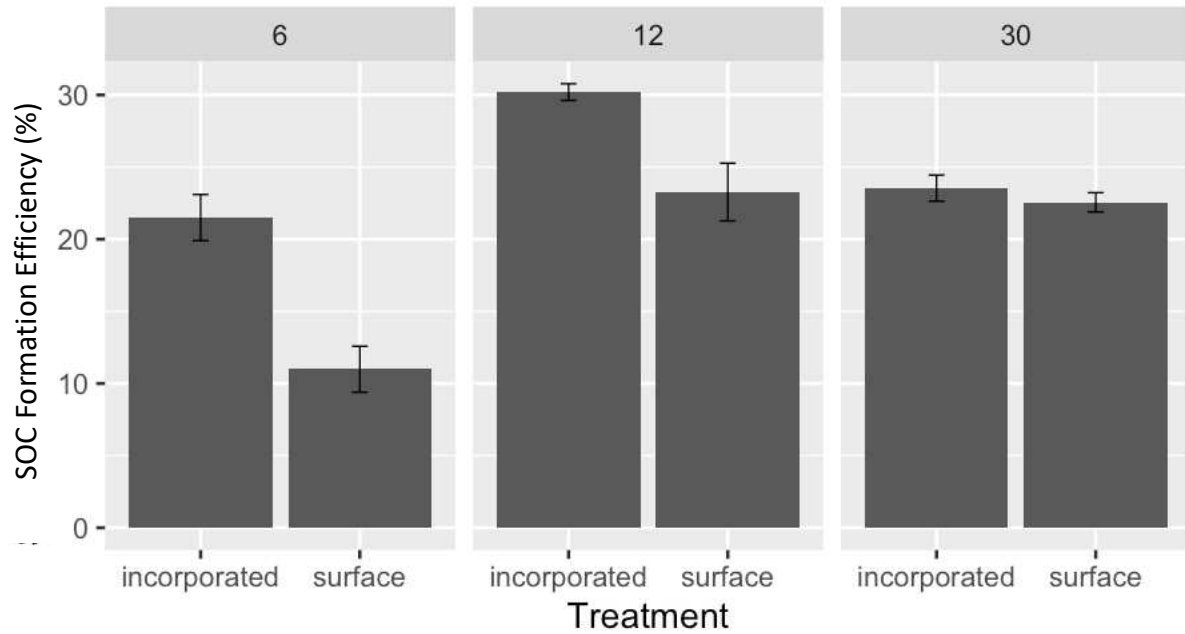 6 12 30
SOC Formation Efficiency (%)
30
20
10
0
incorporated surface incorporated surface incorporated surface
Treatment